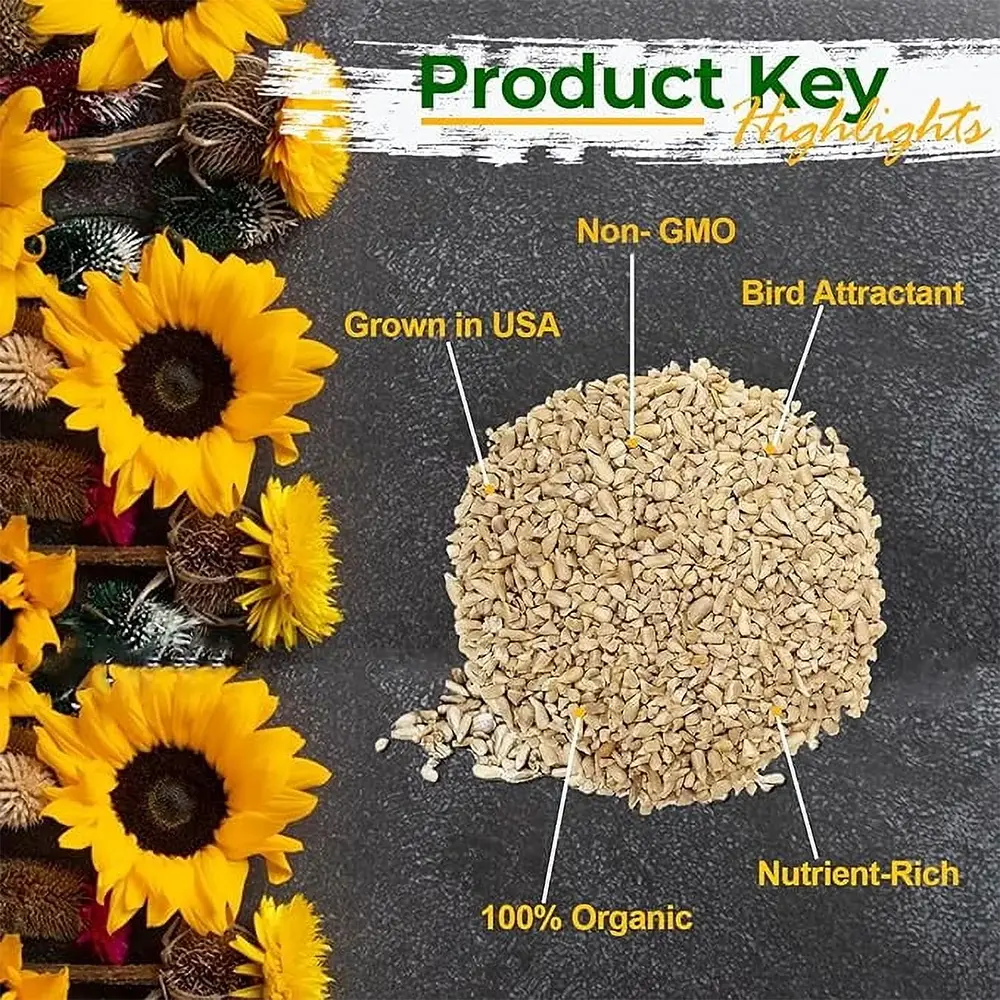 Product Key
Highlights
Non- GMO
Bird Attractant
Grown in USA
Nutrient-Rich
100% Organic